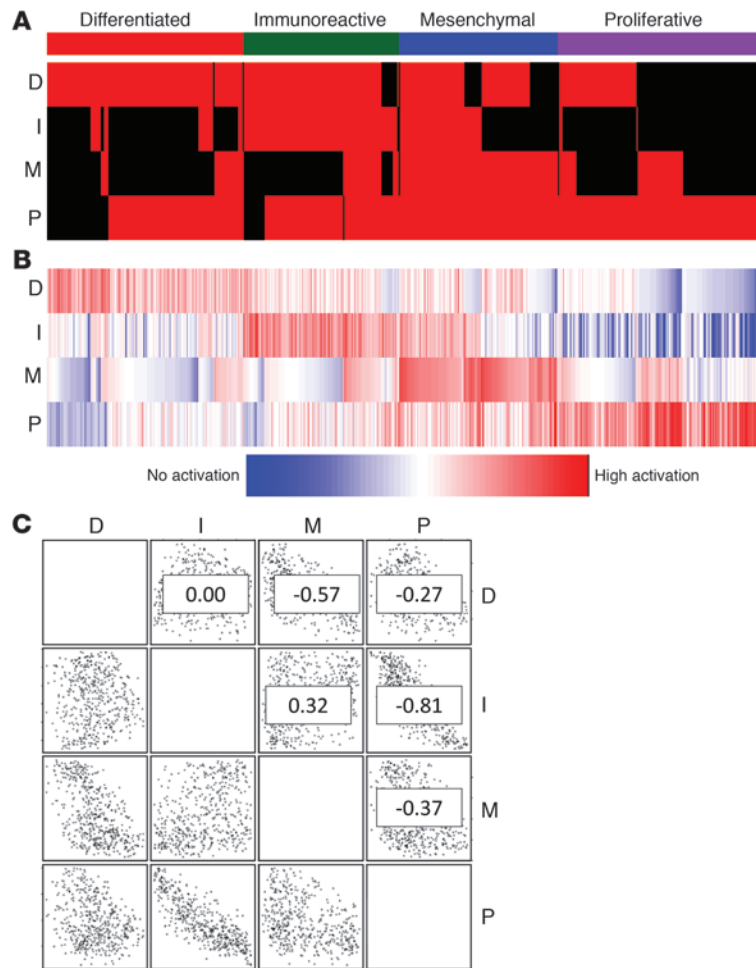 A
Differentiated Immunoreactive Mesenchymal Proliferative
D
I
M
P
B
D
I
M
P
No activation High activation
C
D I M P
0.00 -0.57 -0.27 D
0.32 -0.81 I
-0.37 M
P